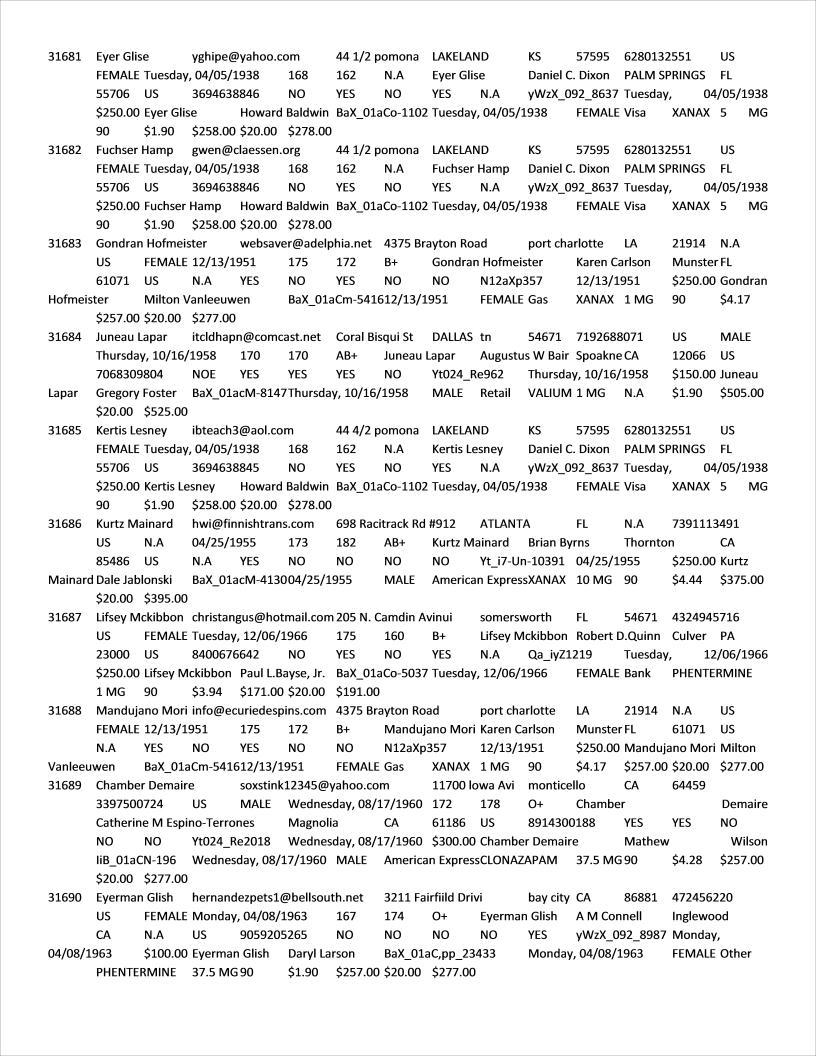 31681 Eyer Glise yghipe@yahoo.com 44 1/2 pomona LAKELAND KS 57595 6280132551 US
FEMALE Tuesday, 04/05/1938 168 162 N.A Eyer Glise Daniel C. Dixon PALM SPRINGS FL
55706 US 3694638846 NO YES NO YES N.A yWzX_092_8637 Tuesday, 04/05/1938
$250.00 Eyer Glise Howard Baldwin BaX_01aCo-1102 Tuesday, 04/05/1938 FEMALE Visa XANAX 5 MG
90 $1.90 $258.00 $20.00 $278.00
31682 Fuchser Hamp gwen@claessen.org 44 1/2 pomona LAKELAND KS 57595 6280132551 US
FEMALE Tuesday, 04/05/1938 168 162 N.A Fuchser Hamp Daniel C. Dixon PALM SPRINGS FL
55706 US 3694638846 NO YES NO YES N.A yWzX_092_8637 Tuesday, 04/05/1938
$250.00 Fuchser Hamp Howard Baldwin BaX_01aCo-1102 Tuesday, 04/05/1938 FEMALE Visa XANAX 5 MG
90 $1.90 $258.00 $20.00 $278.00
31683 Gondran Hofmeister websaver@adelphia.net 4375 Brayton Road port charlotte LA 21914 N.A
US FEMALE 12/13/1951 175 172 B+ Gondran Hofmeister Karen Carlson Munster FL
61071 US N.A YES NO YES NO NO N12aXp357 12/13/1951 $250.00 Gondran
Hofmeister Milton Vanleeuwen BaX_01aCm-541612/13/1951 FEMALE Gas XANAX 1 MG 90 $4.17
$257.00 $20.00 $277.00
31684 Juneau Lapar itcldhapn@comcast.net Coral Bisqui St DALLAS tn 54671 7192688071 US MALE
Thursday, 10/16/1958 170 170 AB+ Juneau Lapar Augustus W Bair Spoakne CA 12066 US
7068309804 NOE YES YES YES NO Yt024_Re962 Thursday, 10/16/1958 $150.00 Juneau
Lapar Gregory Foster BaX_01acM-8147Thursday, 10/16/1958 MALE Retail VALIUM 1 MG N.A $1.90 $505.00
$20.00 $525.00
31685 Kertis Lesney ibteach3@aol.com 44 4/2 pomona LAKELAND KS 57595 6280132551 US
FEMALE Tuesday, 04/05/1938 168 162 N.A Kertis Lesney Daniel C. Dixon PALM SPRINGS FL
55706 US 3694638845 NO YES NO YES N.A yWzX_092_8637 Tuesday, 04/05/1938
$250.00 Kertis Lesney Howard Baldwin BaX_01aCo-1102 Tuesday, 04/05/1938 FEMALE Visa XANAX 5 MG
90 $1.90 $258.00 $20.00 $278.00
31686 Kurtz Mainard hwi@finnishtrans.com 698 Racitrack Rd #912 ATLANTA FL N.A 7391113491
US N.A 04/25/1955 173 182 AB+ Kurtz Mainard Brian Byrns Thornton CA
85486 US N.A YES NO NO NO NO Yt_i7-Un-10391 04/25/1955 $250.00 Kurtz
Mainard Dale Jablonski BaX_01acM-413004/25/1955 MALE American ExpressXANAX 10 MG 90 $4.44 $375.00
$20.00 $395.00
31687 Lifsey Mckibbon christangus@hotmail.com 205 N. Camdin Avinui somersworth FL 54671 4324945716
US FEMALE Tuesday, 12/06/1966 175 160 B+ Lifsey Mckibbon Robert D.Quinn Culver PA
23000 US 8400676642 NO YES NO YES N.A Qa_iyZ1219 Tuesday, 12/06/1966
$250.00 Lifsey Mckibbon Paul L.Bayse, Jr. BaX_01aCo-5037 Tuesday, 12/06/1966 FEMALE Bank PHENTERMINE
1 MG 90 $3.94 $171.00 $20.00 $191.00
31688 Mandujano Mori info@ecuriedespins.com 4375 Brayton Road port charlotte LA 21914 N.A US
FEMALE 12/13/1951 175 172 B+ Mandujano Mori Karen Carlson Munster FL 61071 US
N.A YES NO YES NO NO N12aXp357 12/13/1951 $250.00 Mandujano Mori Milton
Vanleeuwen BaX_01aCm-541612/13/1951 FEMALE Gas XANAX 1 MG 90 $4.17 $257.00 $20.00 $277.00
31689 Chamber Demaire soxstink12345@yahoo.com 11700 lowa Avi monticello CA 64459
3397500724 US MALE Wednesday, 08/17/1960 172 178 O+ Chamber Demaire
Catherine M Espino-Terrones Magnolia CA 61186 US 8914300188 YES YES NO
NO NO Yt024_Re2018 Wednesday, 08/17/1960 $300.00 Chamber Demaire Mathew Wilson
IiB_01aCN-196 Wednesday, 08/17/1960 MALE American ExpressCLONAZAPAM 37.5 MG 90 $4.28 $257.00
$20.00 $277.00
31690 Eyerman Glish hernandezpets1@bellsouth.net 3211 Fairfiild Drivi bay city CA 86881 472456220
US FEMALE Monday, 04/08/1963 167 174 O+ Eyerman Glish A M Connell Inglewood
CA N.A US 9059205265 NO NO NO NO YES yWzX_092_8987 Monday,
04/08/1963 $100.00 Eyerman Glish Daryl Larson BaX_01aC,pp_23433 Monday, 04/08/1963 FEMALE Other
PHENTERMINE 37.5 MG 90 $1.90 $257.00 $20.00 $277.00